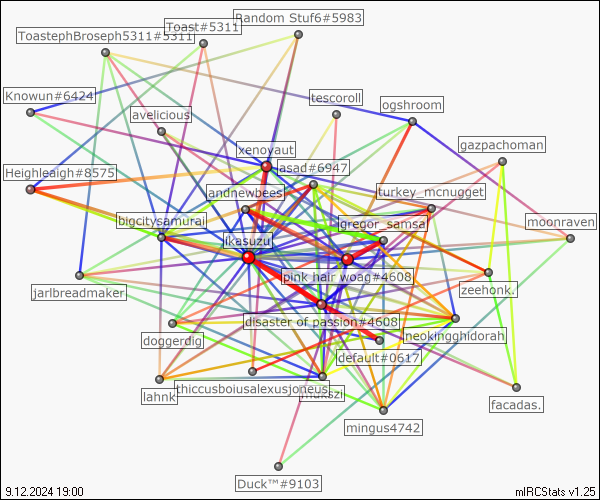 Random Stuf6#5983
Toast#5311
ToastephBroseph5311#5311
Knowun#6424
tescoroll
ogshroom
avelicious
gazpachoman
xenoyaut
Heighleaigh#8575
asad#6947
andnewbees
turkey_mcnugget
bigcitysamurai
gregor_samsa
moonraven
ikasuzu
pink hair woag#4608
jarlbreadmaker
zeehonk.
disaster of passion#4608
neokingghidorah
doggerdig
default#0617
lahnk
thiccusboiusalexusjoneus
mukszi
facadas.
mingus4742
Duck™#9103
9.12.2024 19:00
mIRCStats v1.25